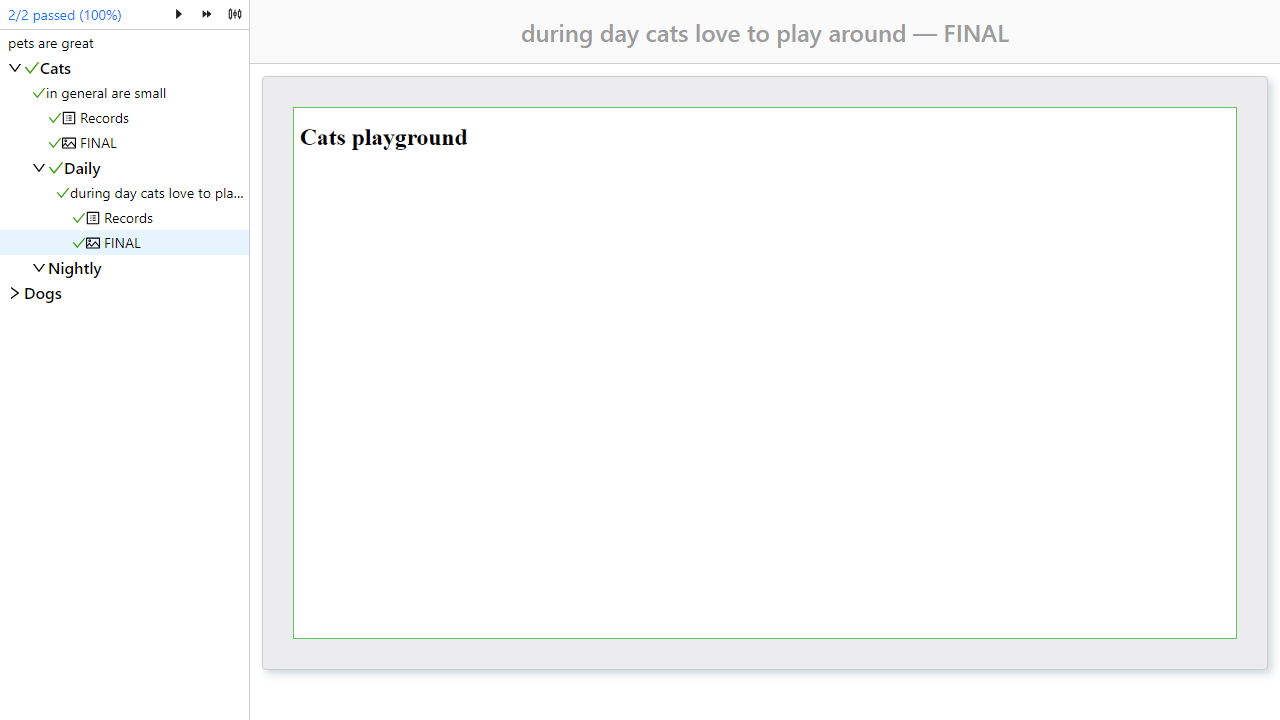 2/2 passed (100%)
pets are great
Cats
in general are small
Records
FINAL
Daily
during day cats love to pla...
Records
FINAL
Nightly
Dogs
during day cats love to play around — FINAL
Cats playground